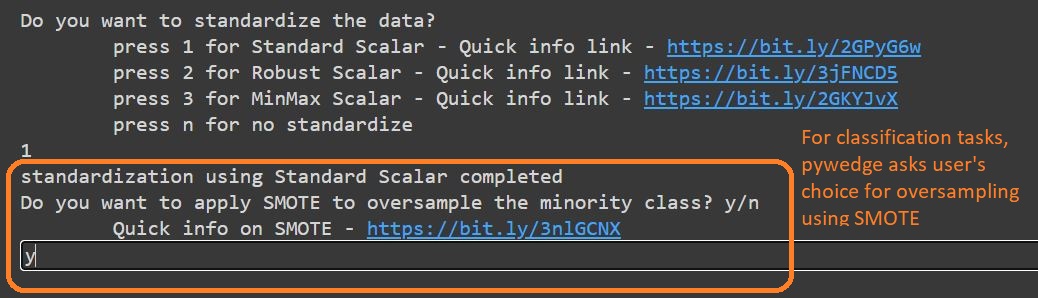 Do you want to standardize the data?
press 1 for Standard Scalar - Quick info link - https://bit.ly/2GPyG6w
press 2 for Robust Scalar - Quick info link - https://bit.ly/3jFNCD5
press 3 for MinMax Scalar - Quick info link - https://bit.ly/2GKYJvX
press n for no standardize
1
standardization using Standard Scalar completed
Do you want to apply SMOTE to oversample the minority class? y/n
Quick info on SMOTE - https://bit.ly/3nlGCNX
y
For classification tasks,
pywedge asks user's
choice for oversampling
using SMOTE